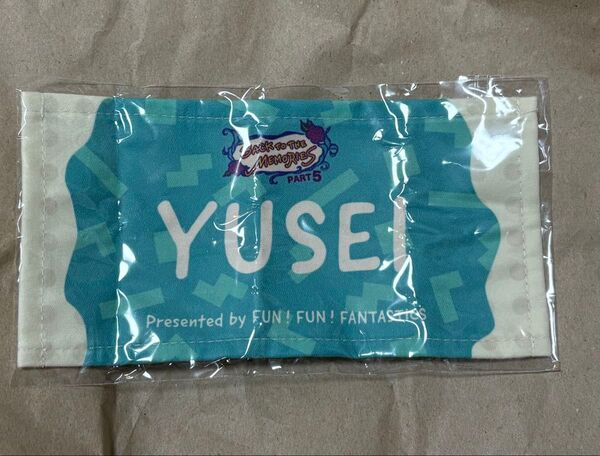 BACK TO THE
MEMORIES
PART 5
YUSEI
Presented by FUN! FUN! FANTASTICS